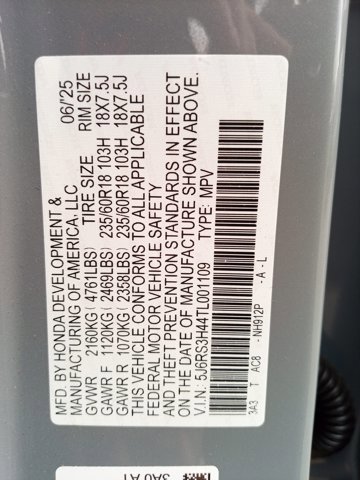 MFD. BY HONDA DEVELOPMENT &
MANUFACTURING OF AMERICA, LLC 06/'25
TIRE SIZE RIM SIZE
GVWR 2160KG ( 4761LBS)
GAWR F 1120KG ( 2469LBS) 235/60R18 103H 18X7.5J
GAWR R 1070KG ( 2358LBS) 235/60R18 103H 18X7.5J
THIS VEHICLE CONFORMS TO ALL APPLICABLE
FEDERAL MOTOR VEHICLE SAFETY
AND THEFT PREVENTION STANDARDS IN EFFECT
ON THE DATE OF MANUFACTURE SHOWN ABOVE.
V.I.N: 5J6RS3H44TL001109 TYPE: MPV
3A3 T AC8 - NH912P - A - L
3A0 A1